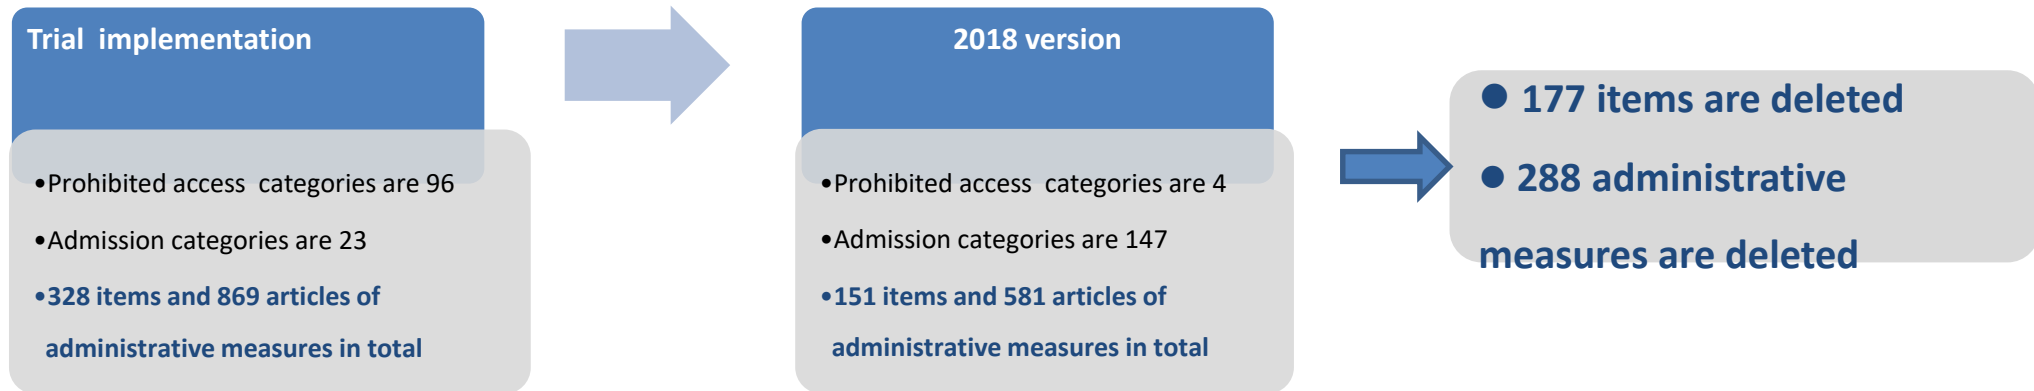 Trial implementation
•Prohibited access categories are 96
•Admission categories are 23
•328 items and 869 articles of
administrative measures in total
2018 version
•Prohibited access categories are 4
•Admission categories are 147
•151 items and 581 articles of
administrative measures in total
● 177 items are deleted
● 288 administrative
measures are deleted